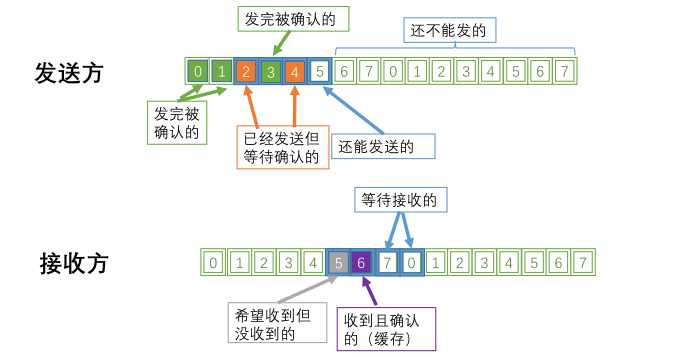 发完被确认的
还不能发的
发送方
0 1 2 3 4 5 6 7 0 1 2 3 4 5 6 7
发完被
确认的
已经发送但
等待确认的
还能发送的
等待接收的
接收方
0 1 2 3 4 5 6 7 0 1 2 3 4 5 6 7
希望收到但
没收到的
收到且确认
的（缓存）